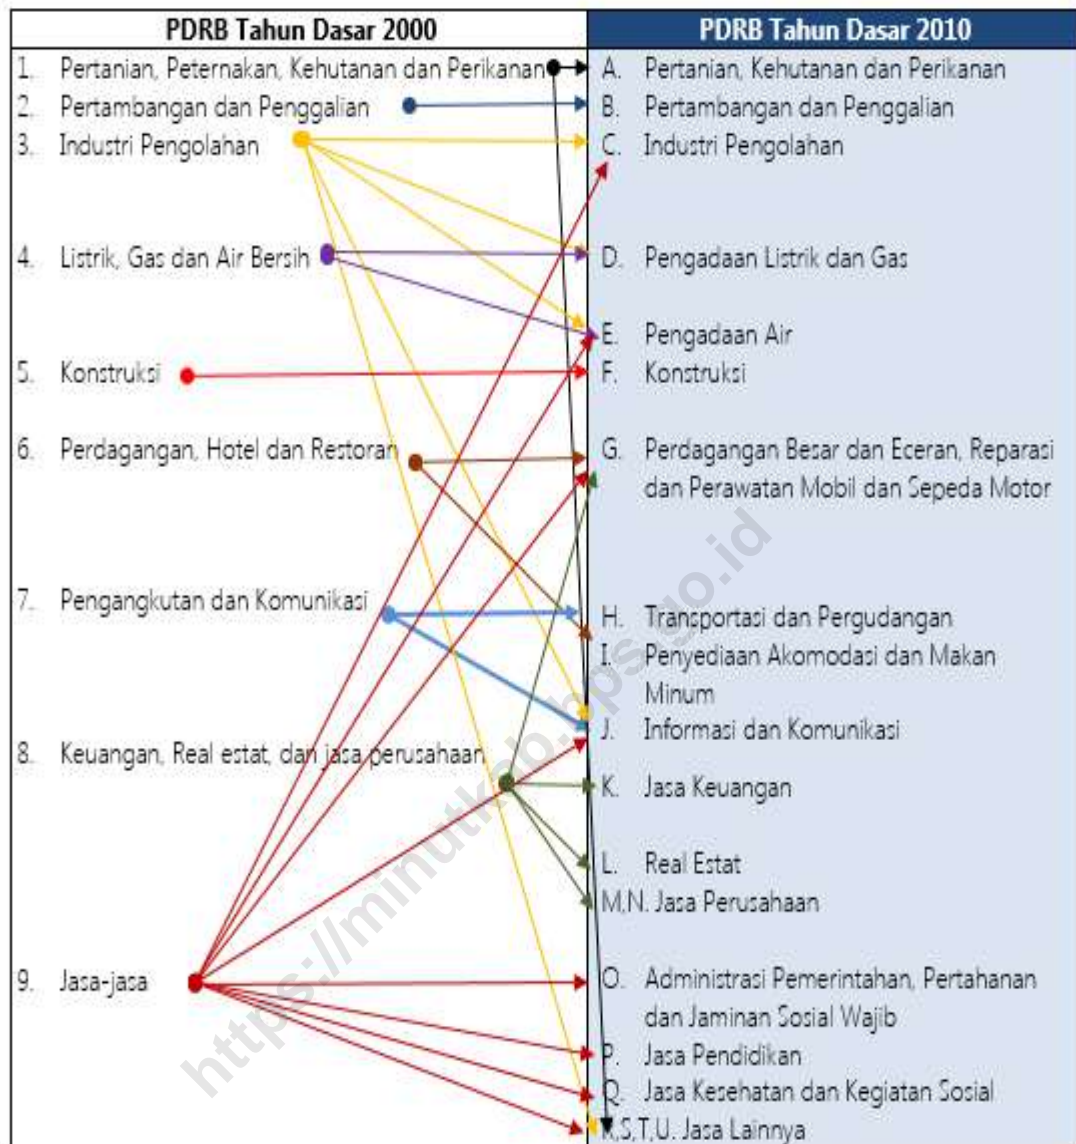 PDRB Tahun Dasar 2000
PDRB Tahun Dasar 2010
1. Pertanian, Peternakan, Kehutanan dan Perikanan
A. Pertanian, Kehutanan dan Perikanan
2. Pertambangan dan Penggalian
B. Pertambangan dan Penggalian
3. Industri Pengolahan
C. Industri Pengolahan
4. Listrik, Gas dan Air Bersih
D. Pengadaan Listrik dan Gas
E. Pengadaan Air
5. Konstruksi
F. Konstruksi
6. Perdagangan, Hotel dan Restoran
G. Perdagangan Besar dan Eceran, Reparasi
dan Perawatan Mobil dan Sepeda Motor
7. Pengangkutan dan Komunikasi
H. Transportasi dan Pergudangan
I. Penyediaan Akomodasi dan Makan
Minum
J. Informasi dan Komunikasi
8. Keuangan, Real estat, dan jasa perusahaan
K. Jasa Keuangan
L. Real Estat
M,N. Jasa Perusahaan
9. Jasa-jasa
O. Administrasi Pemerintahan, Pertahanan
dan Jaminan Sosial Wajib
P. Jasa Pendidikan
Q. Jasa Kesehatan dan Kegiatan Sosial
R,S,T,U. Jasa Lainnya
https://minutkab.bps.go.id